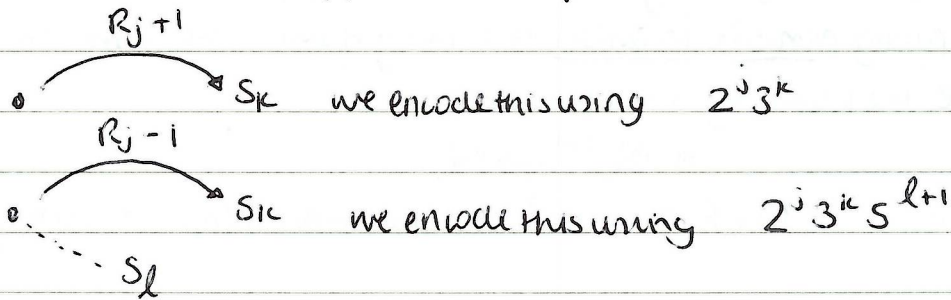 Rj+1
Sk we encode this using 2^j 3^k
Rj-1
Sk we encode this using 2^j 3^k 5^{l+1}
Sl